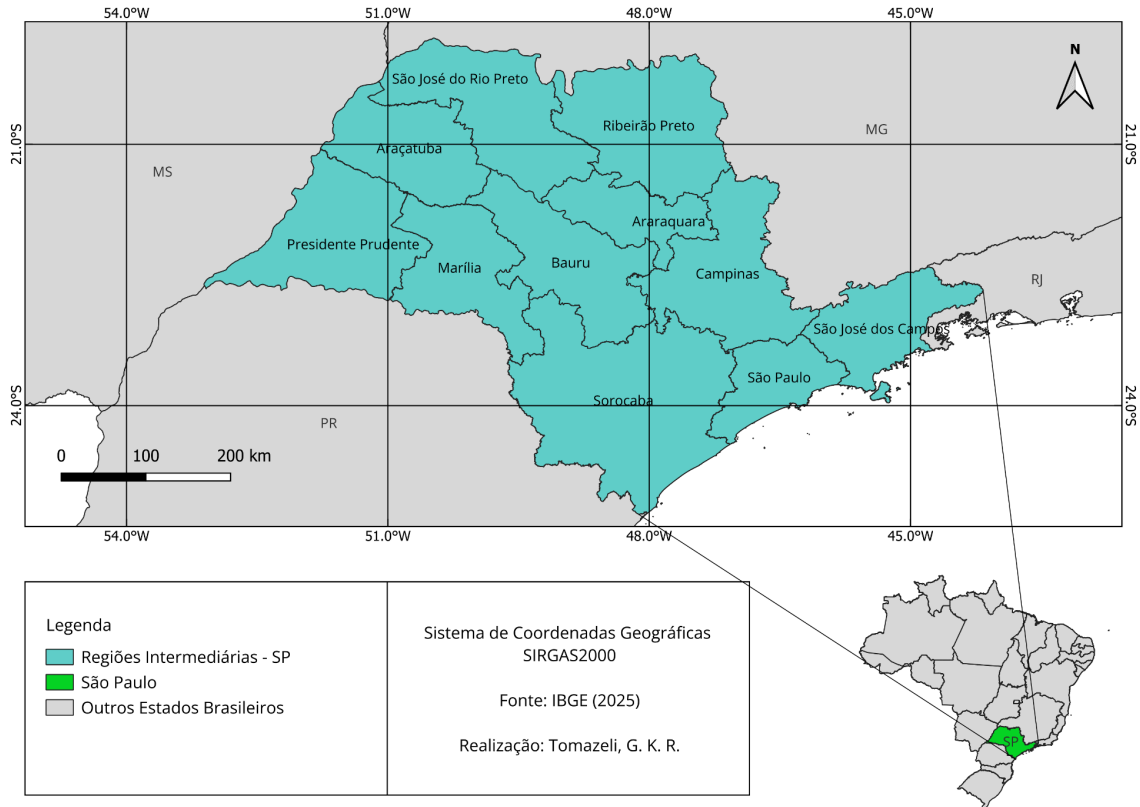 54.0°W
51.0°W
48.0°W
45.0°W
N
São José do Rio Preto
Ribeirão Preto
MG
21.0°S
21.0°S
Araçatuba
MS
Araraquara
Presidente Prudente
Marília
Bauru
Campinas
RJ
São José dos Campos
São Paulo
Sorocaba
24.0°S
24.0°S
PR
0 100 200 km
54.0°W
51.0°W
48.0°W
45.0°W
Legenda
Regiões Intermediárias - SP
São Paulo
Outros Estados Brasileiros
Sistema de Coordenadas Geográficas
SIRGAS2000
Fonte: IBGE (2025)
Realização: Tomazeli, G. K. R.
SP